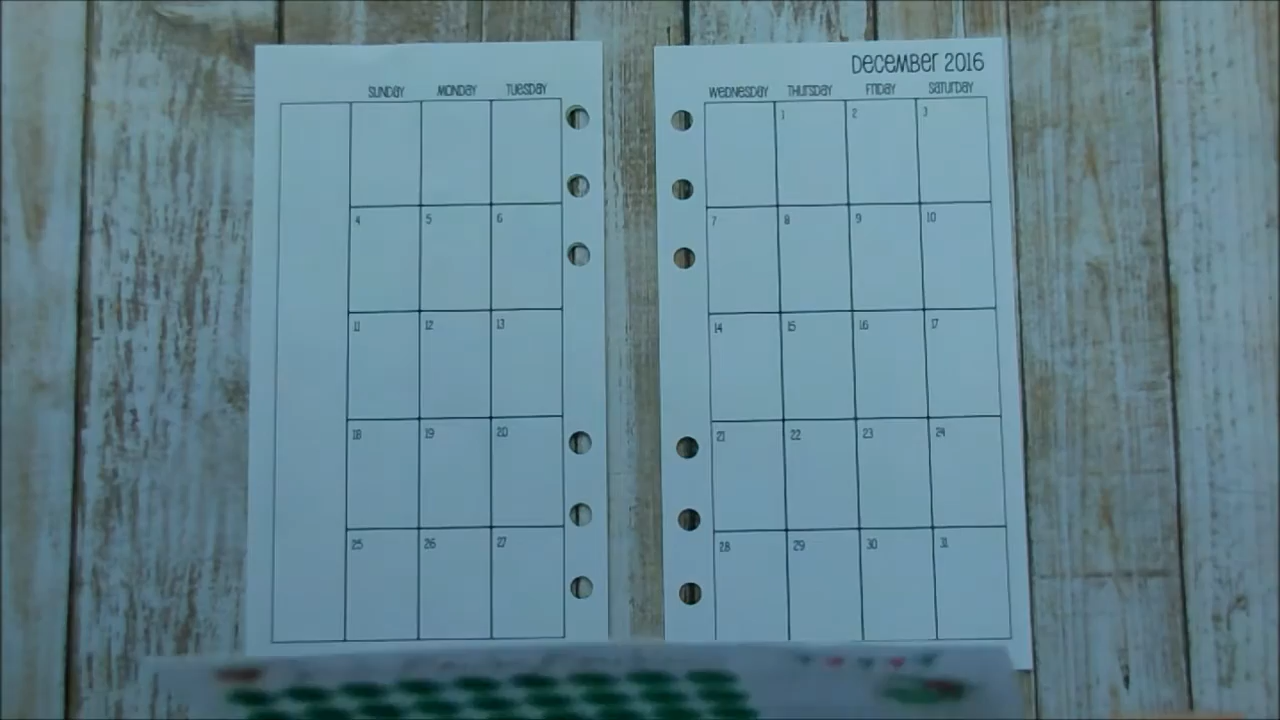 SUNDAY MONDAY TUESDAY
4 5 6
11 12 13
18 19 20
25 26 27
December 2016
WEDNESDAY THURSDAY FRIDAY SATURDAY
1 2 3
7 8 9 10
14 15 16 17
21 22 23 24
28 29 30 31